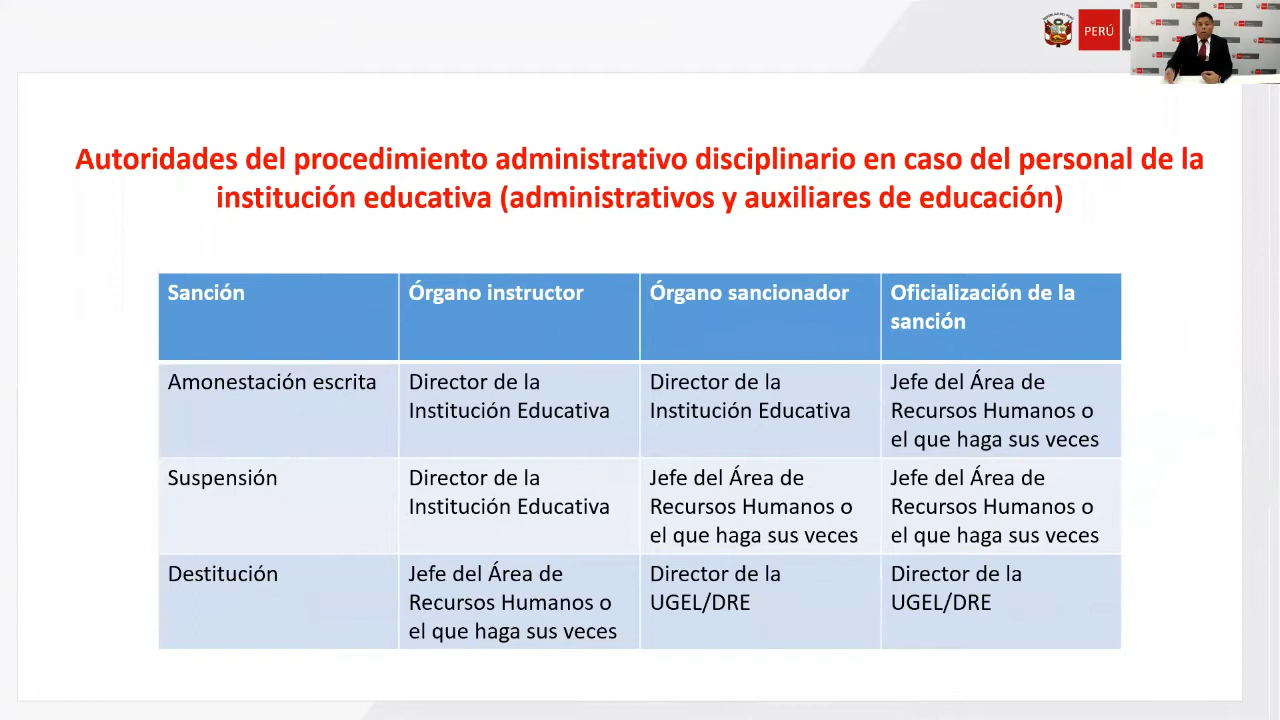 PERÚ
Autoridades del procedimiento administrativo disciplinario en caso del personal de la
institución educativa (administrativos y auxiliares de educación)
Sanción
Órgano instructor
Órgano sancionador
Oficialización de la
sanción
Amonestación escrita
Director de la
Institución Educativa
Director de la
Institución Educativa
Jefe del Área de
Recursos Humanos o
el que haga sus veces
Suspensión
Director de la
Institución Educativa
Jefe del Área de
Recursos Humanos o
el que haga sus veces
Jefe del Área de
Recursos Humanos o
el que haga sus veces
Destitución
Jefe del Área de
Recursos Humanos o
el que haga sus veces
Director de la
UGEL/DRE
Director de la
UGEL/DRE